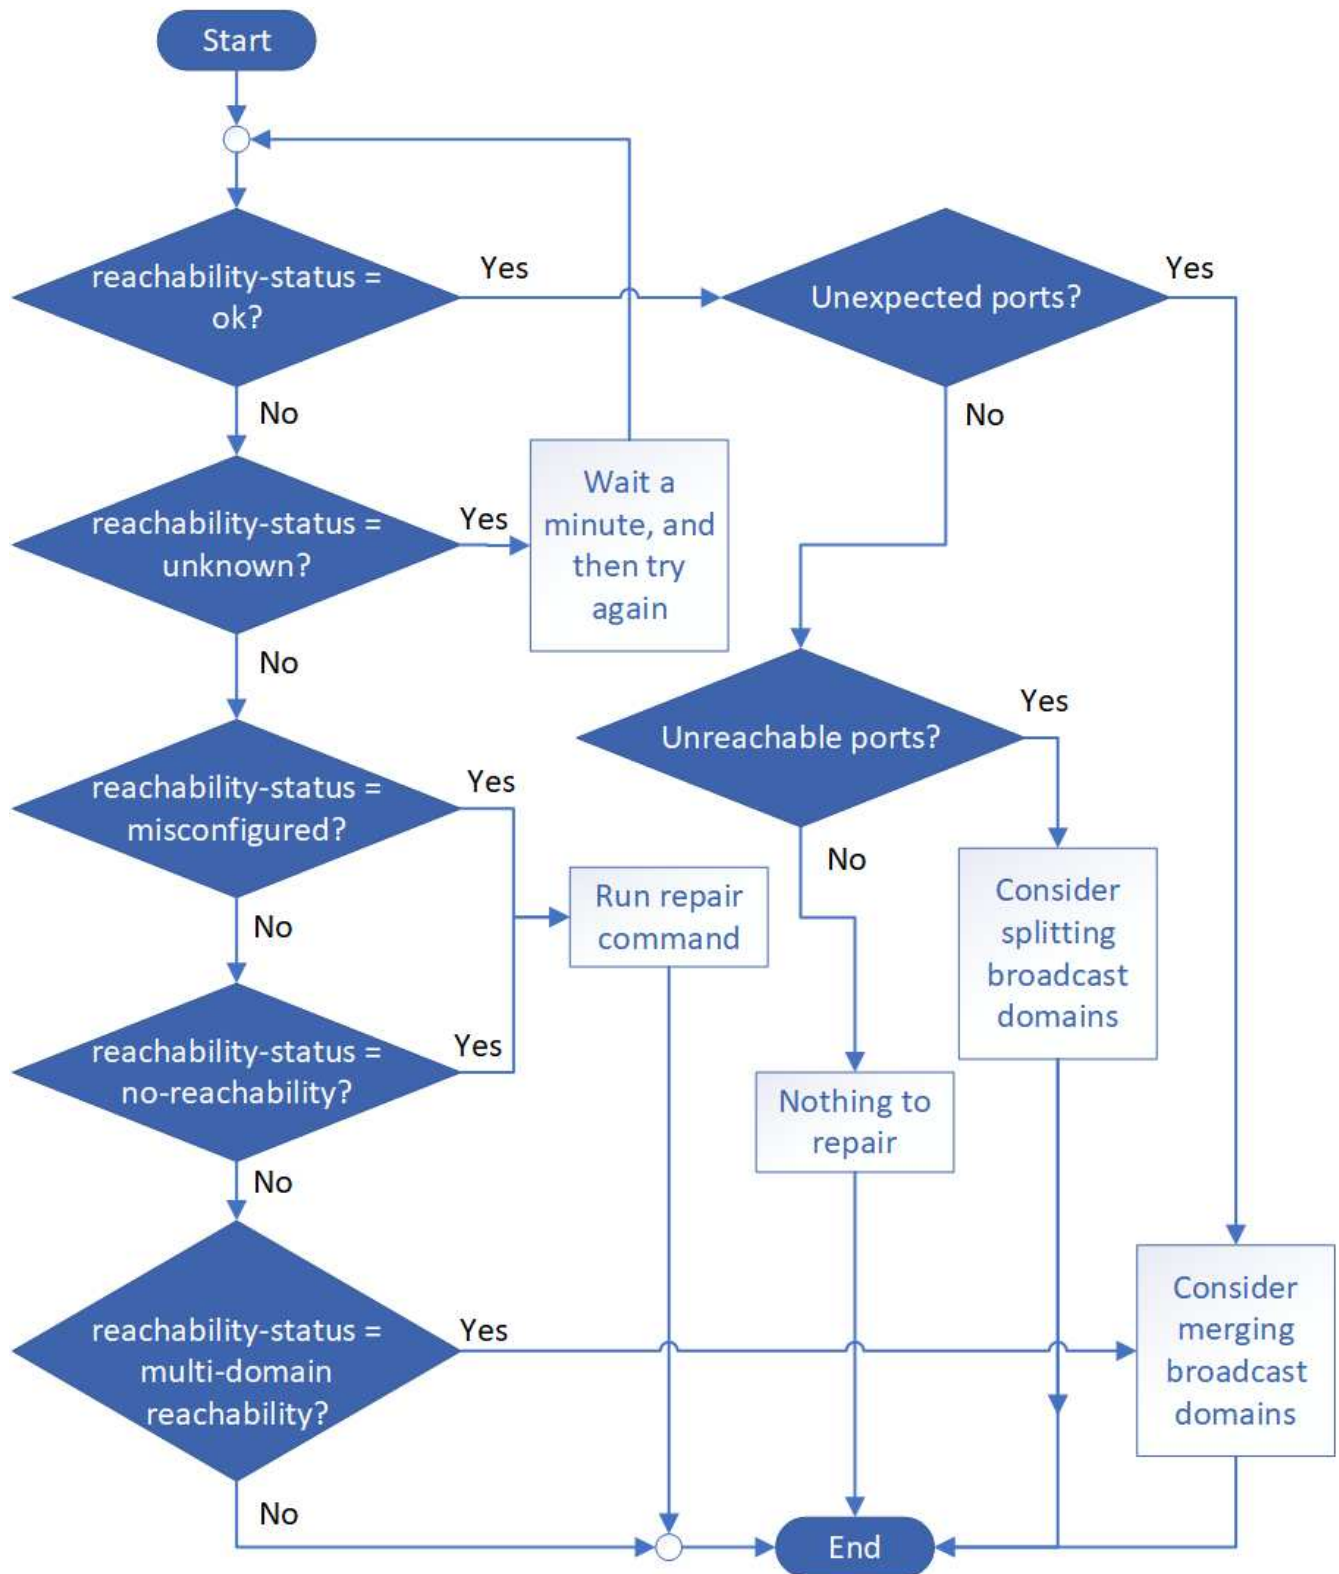 Start
reachability-status =
ok?
Yes
Unexpected ports?
Yes
No
No
Wait a
minute, and
then try
again
reachability-status =
unknown?
Yes
No
Unreachable ports?
Yes
reachability-status =
misconfigured?
Yes
No
No
Run repair
command
Consider
splitting
broadcast
domains
reachability-status =
no-reachability?
Yes
No
Nothing to
repair
reachability-status =
multi-domain
reachability?
Yes
Consider
merging
broadcast
domains
No
End